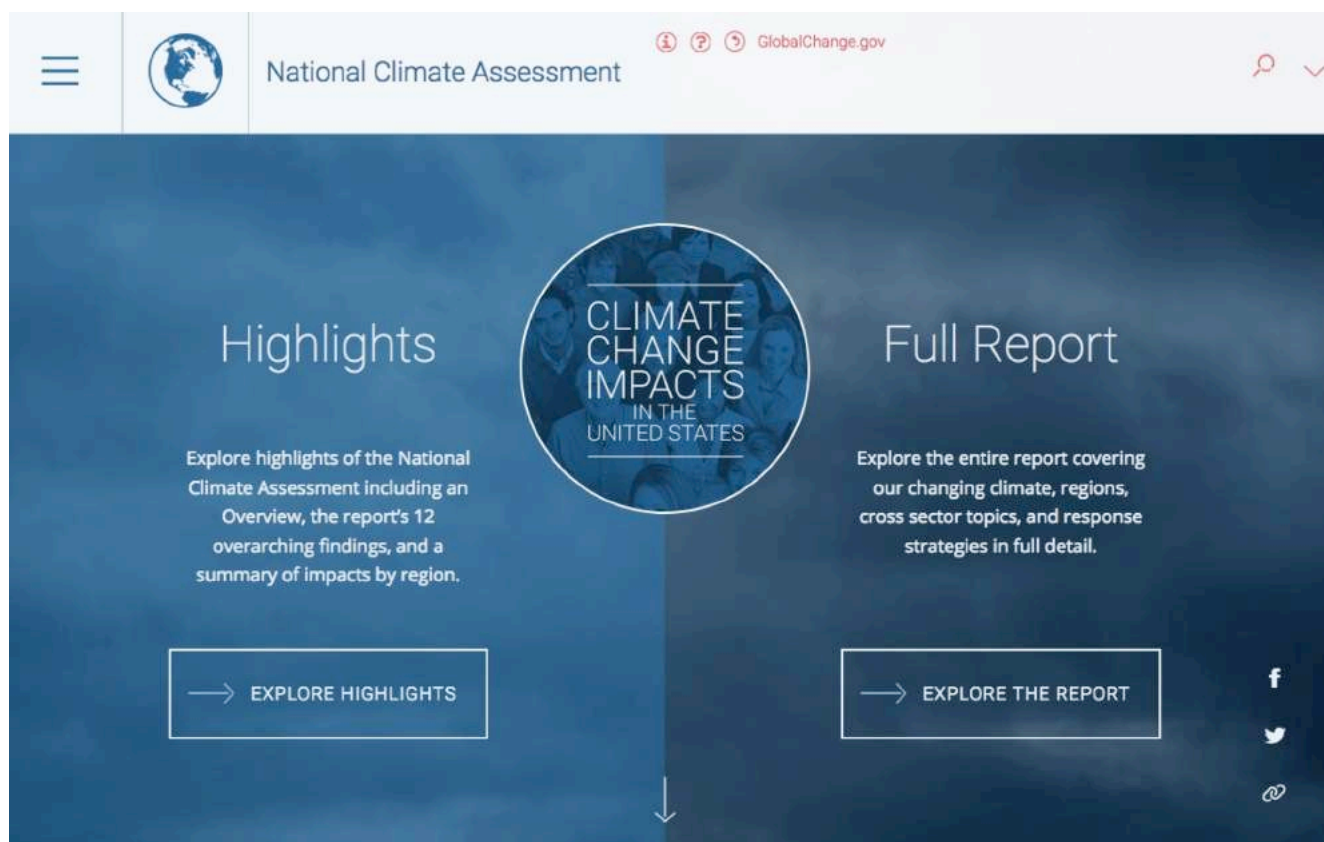 National Climate Assessment
GlobalChange.gov
CLIMATE
CHANGE
IMPACTS
IN THE
UNITED STATES
Highlights
Explore highlights of the National
Climate Assessment including an
Overview, the report's 12
overarching findings, and a
summary of impacts by region.
EXPLORE HIGHLIGHTS
Full Report
Explore the entire report covering
our changing climate, regions,
cross sector topics, and response
strategies in full detail.
EXPLORE THE REPORT